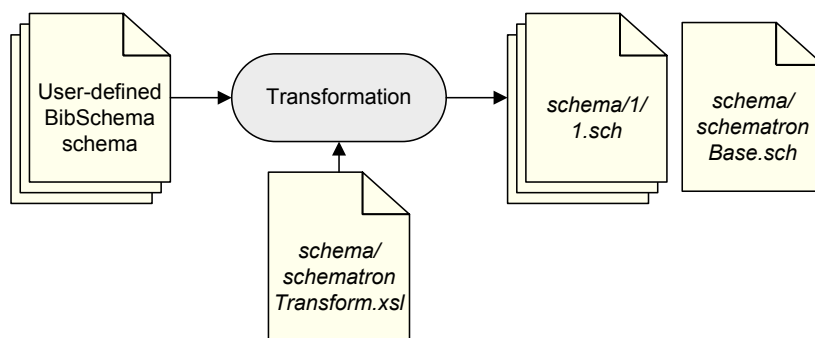 User-defined
BibSchema
schema
Transformation
schema/1/
1.sch
schema/
schematron
Base.sch
schema/
schematron
Transform.xsl